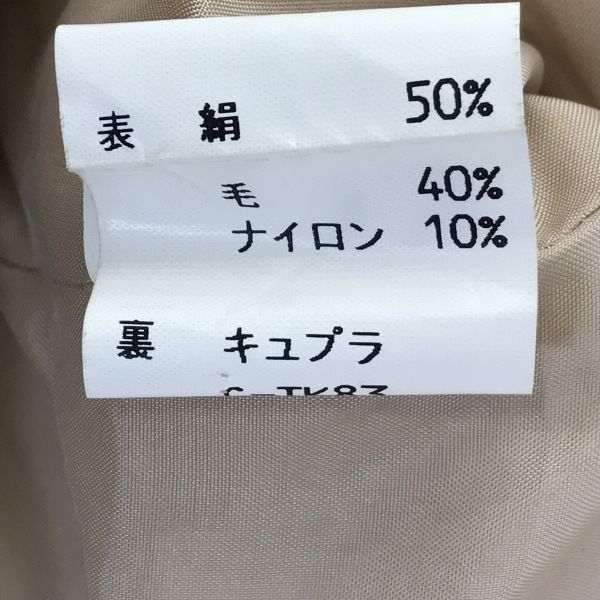 表 絹 50%
毛 40%
ナイロン 10%
裏 キュプラ